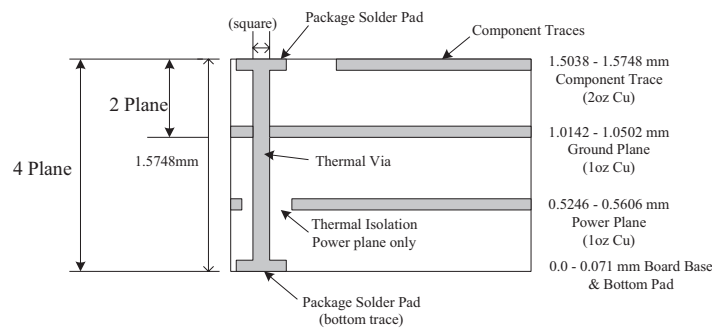 (square)
Package Solder Pad
Component Traces
1.5038 - 1.5748 mm
Component Trace
(2oz Cu)
2 Plane
1.0142 - 1.0502 mm
Ground Plane
(1oz Cu)
4 Plane
1.5748mm
Thermal Via
0.5246 - 0.5606 mm
Power Plane
(1oz Cu)
Thermal Isolation
Power plane only
0.0 - 0.071 mm Board Base
& Bottom Pad
Package Solder Pad
(bottom trace)